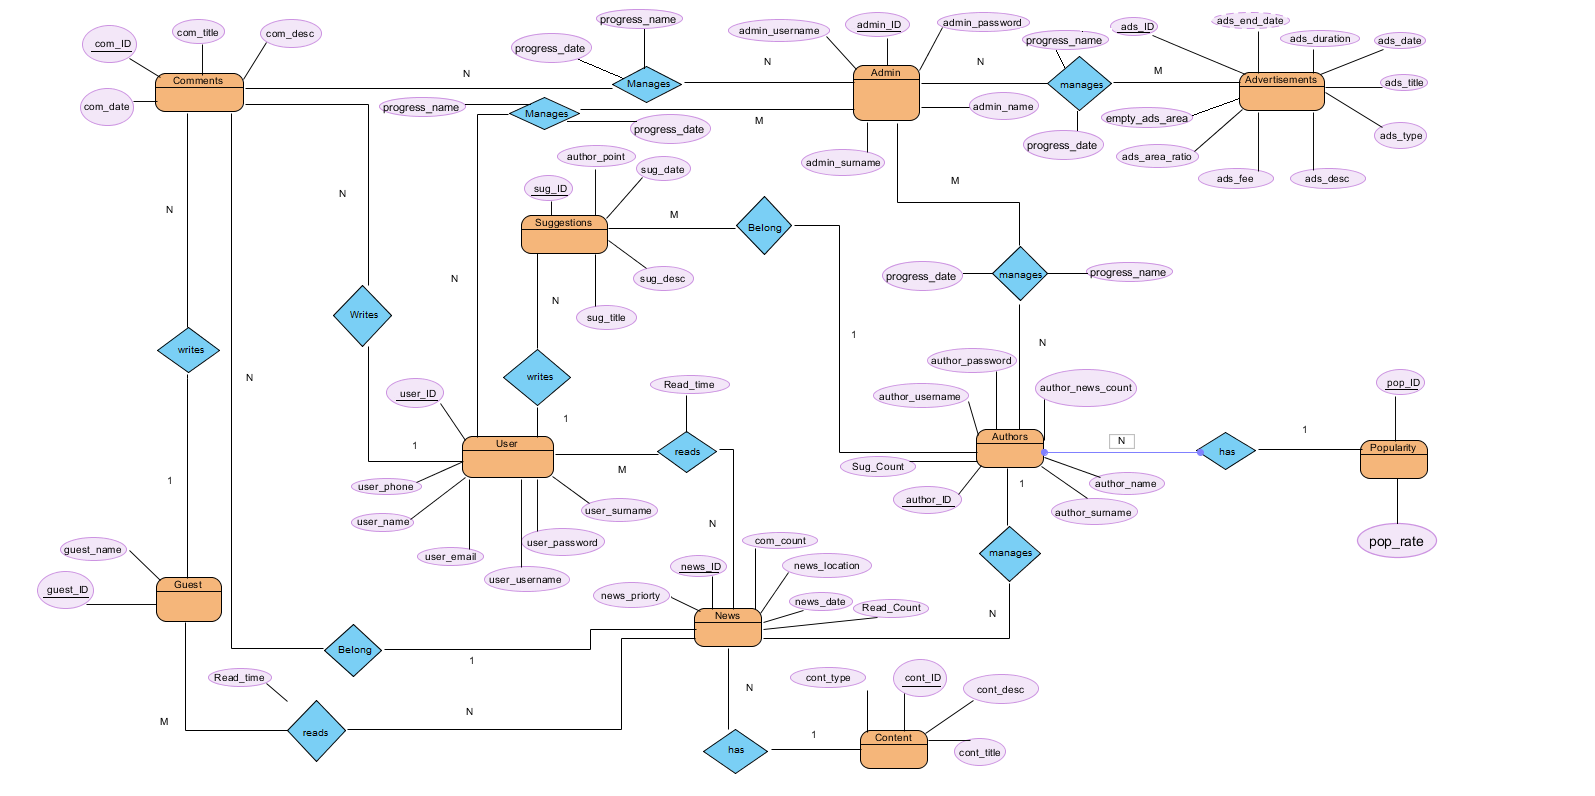 ads_end_date
progress_name
admin_ID
admin_password
ads_ID
com_title
com_desc
admin_username
progress_name
ads_duration
ads_date
com_ID
progress_date
N
N
N
M
Comments
Manages
Admin
manages
Advertisements
ads_title
com_date
progress_name
Manages
M
admin_name
empty_ads_area
progress_date
progress_date
ads_type
author_point
admin_surname
ads_area_ratio
sug_date
sug_ID
M
ads_fee
ads_desc
N
N
M
Suggestions
Belong
sug_desc
progress_date
manages
progress_name
N
N
Writes
sug_title
1
N
writes
author_password
N
writes
Read_time
pop_ID
user_ID
author_username
author_news_count
1
1
User
Authors
N
1
reads
has
Popularity
M
Sug_Count
1
user_phone
1
author_name
author_ID
user_name
user_surname
author_surname
N
user_password
com_count
manages
pop_rate
guest_name
user_email
news_ID
news_location
user_username
Guest
guest_ID
news_priorty
news_date
Read_Count
News
N
Belong
1
Read_time
cont_type
cont_ID
cont_desc
N
M
N
reads
1
Content
has
cont_title